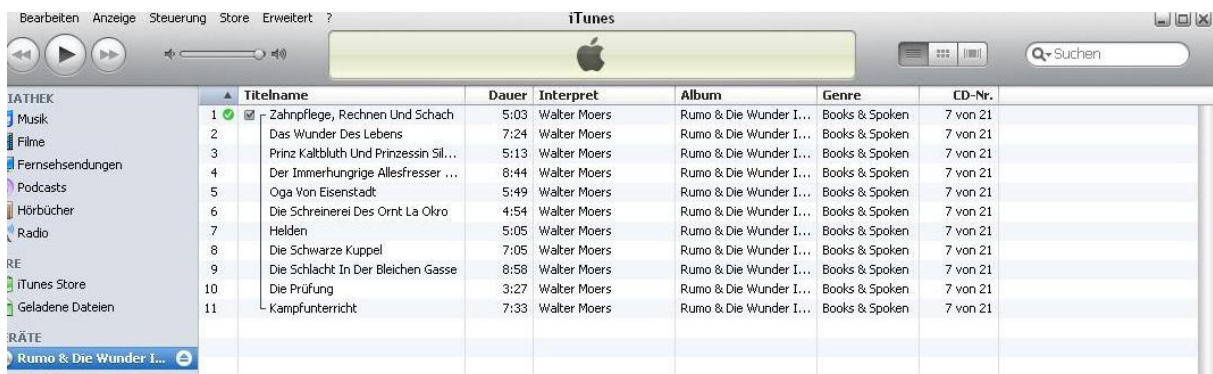 Bearbeiten Anzeige Steuerung Store Erweitert ? iTunes
Suchen
IATHEK
Musik
Filme
Fernsehsendungen
Podcasts
Hörbücher
Radio
RE
iTunes Store
Geladene Dateien
RÄTE
Rumo & Die Wunder I...
Titelname Dauer Interpret Album Genre CD-Nr.
1 Zahnpflege, Rechnen Und Schach 5:03 Walter Moers Rumo & Die Wunder I... Books & Spoken 7 von 21
2 Das Wunder Des Lebens 7:24 Walter Moers Rumo & Die Wunder I... Books & Spoken 7 von 21
3 Prinz Kaltbluth Und Prinzessin Sil... 5:13 Walter Moers Rumo & Die Wunder I... Books & Spoken 7 von 21
4 Der Immerhungrige Allesfresser ... 8:44 Walter Moers Rumo & Die Wunder I... Books & Spoken 7 von 21
5 Oga Von Eisenstadt 5:49 Walter Moers Rumo & Die Wunder I... Books & Spoken 7 von 21
6 Die Schreinerei Des Ornt La Okro 4:54 Walter Moers Rumo & Die Wunder I... Books & Spoken 7 von 21
7 Helden 5:05 Walter Moers Rumo & Die Wunder I... Books & Spoken 7 von 21
8 Die Schwarze Kuppel 7:05 Walter Moers Rumo & Die Wunder I... Books & Spoken 7 von 21
9 Die Schlacht In Der Bleichen Gasse 8:58 Walter Moers Rumo & Die Wunder I... Books & Spoken 7 von 21
10 Die Prüfung 3:27 Walter Moers Rumo & Die Wunder I... Books & Spoken 7 von 21
11 Kampfunterricht 7:33 Walter Moers Rumo & Die Wunder I... Books & Spoken 7 von 21